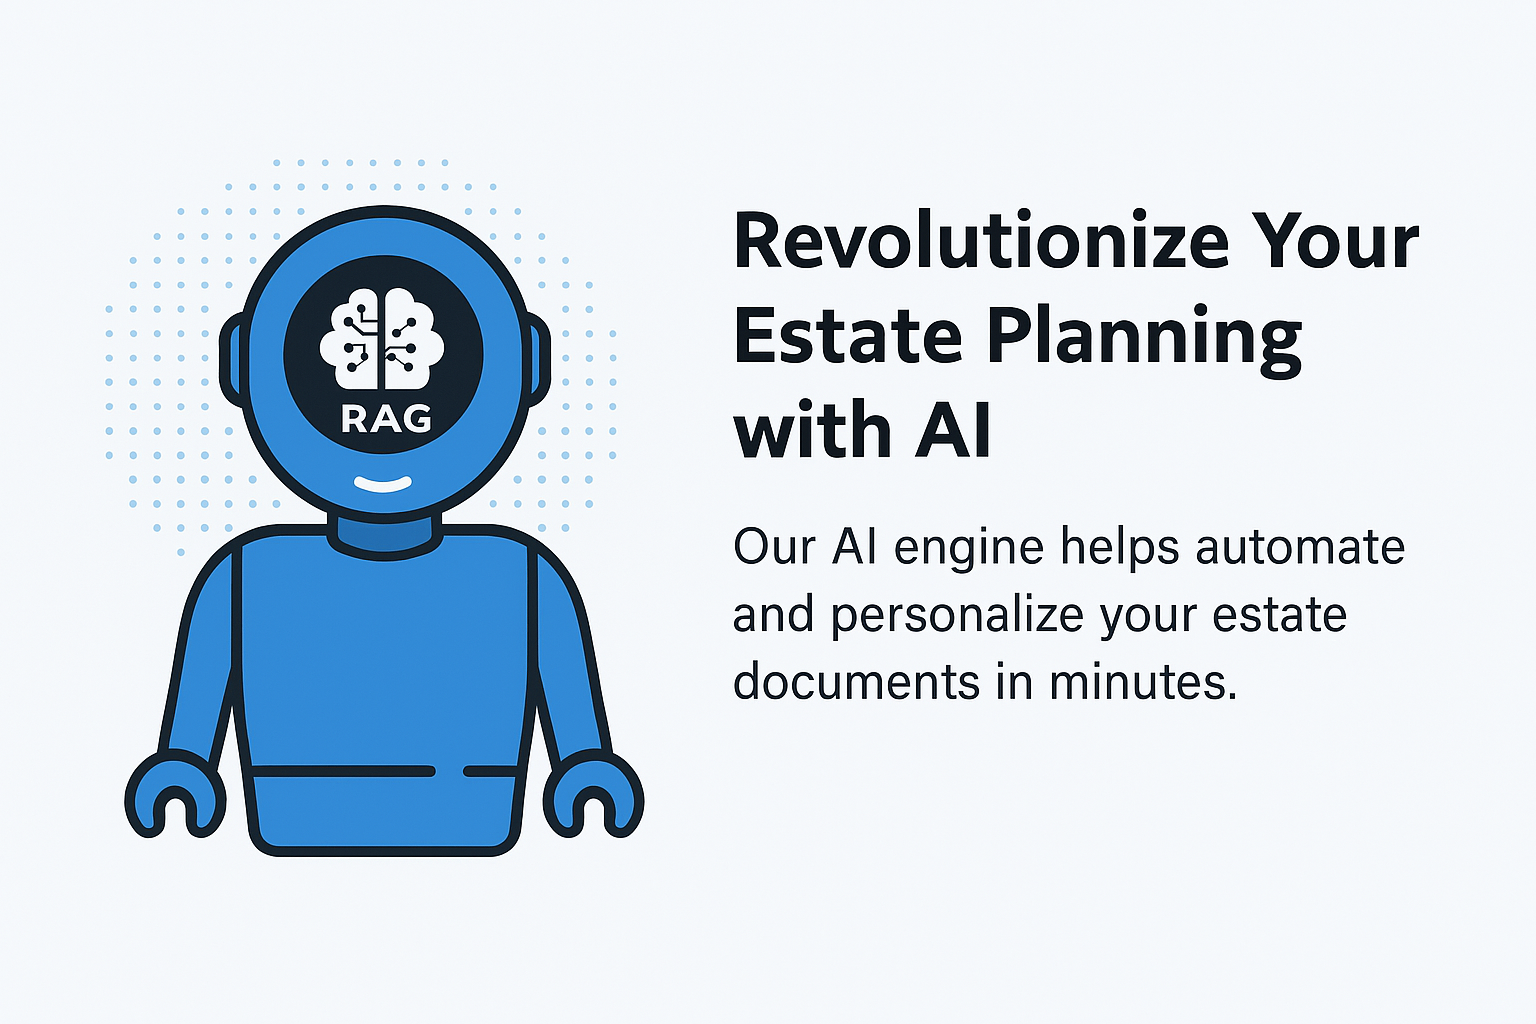 RAG
Revolutionize Your
Estate Planning
with AI
Our AI engine helps automate
and personalize your estate
documents in minutes.